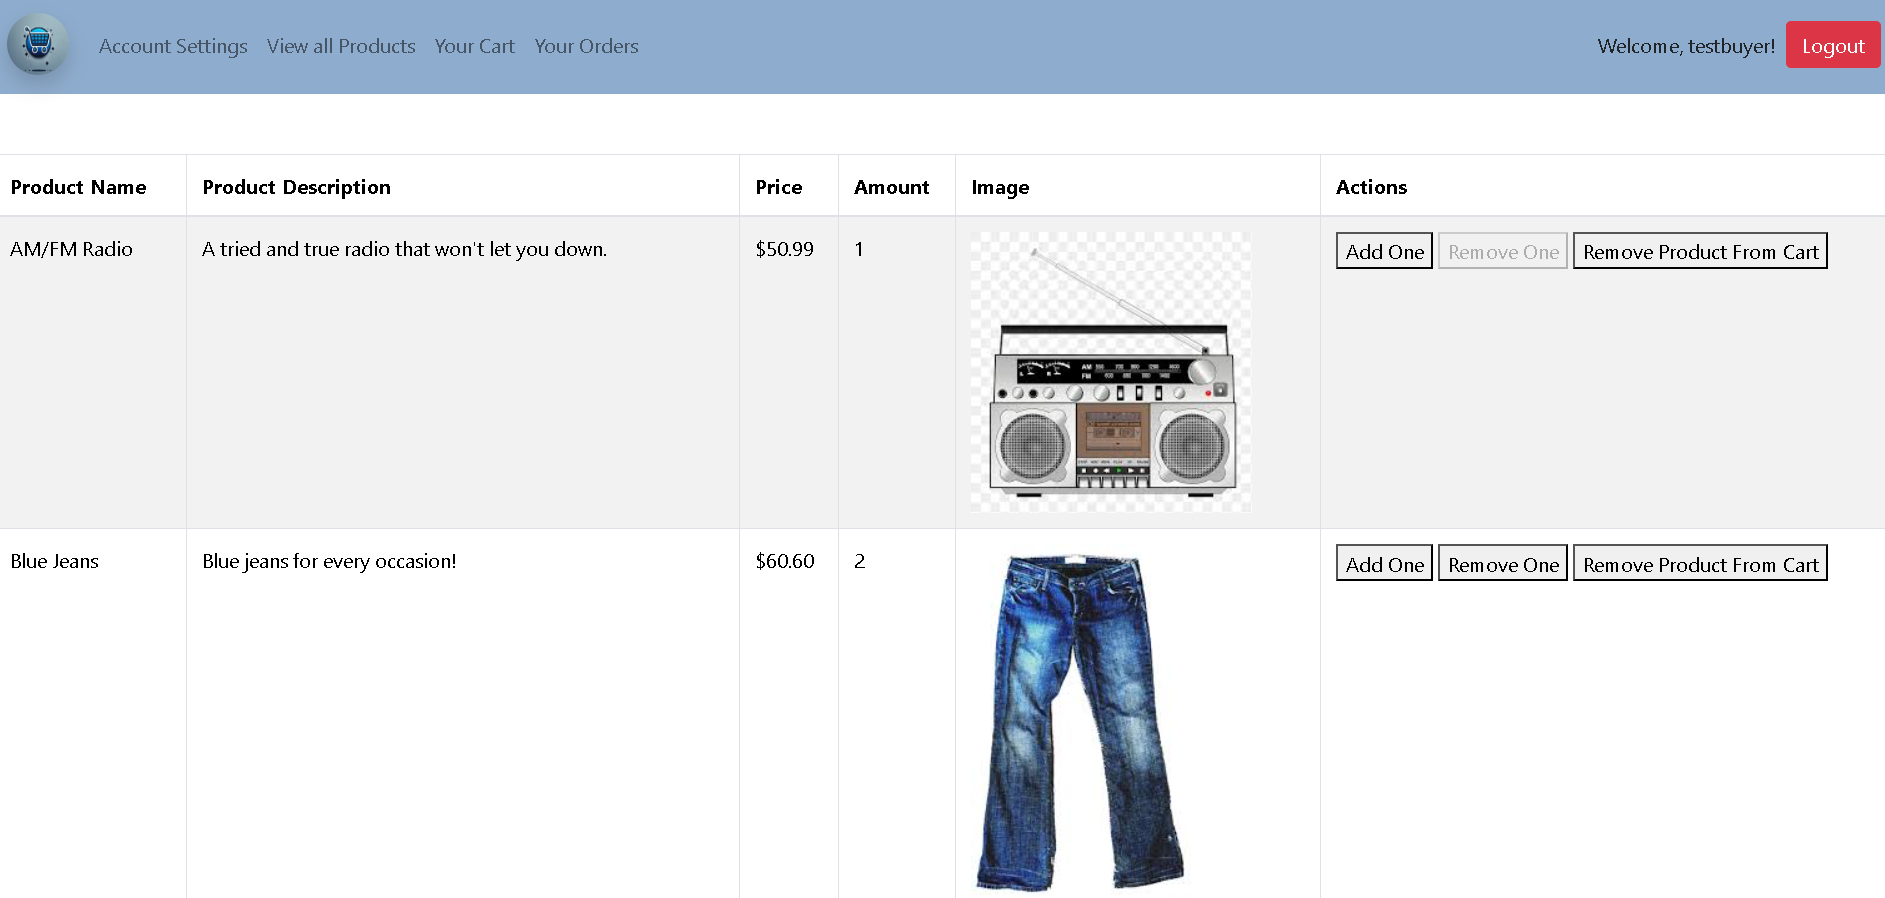 Account Settings View all Products Your Cart Your Orders Welcome, testbuyer! Logout
Product Name Product Description Price Amount Image Actions
AM/FM Radio A tried and true radio that won't let you down. $50.99 1 Add One Remove One Remove Product From Cart
AM
FM
Blue Jeans Blue jeans for every occasion! $60.60 2 Add One Remove One Remove Product From Cart